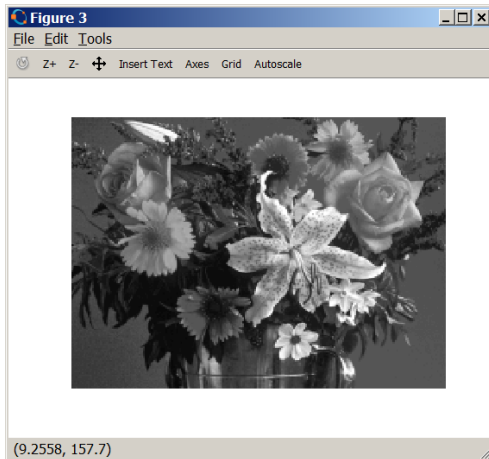 Figure 3
File Edit Tools
Z+ Z- Insert Text Axes Grid Autoscale
(9.2558, 157.7)